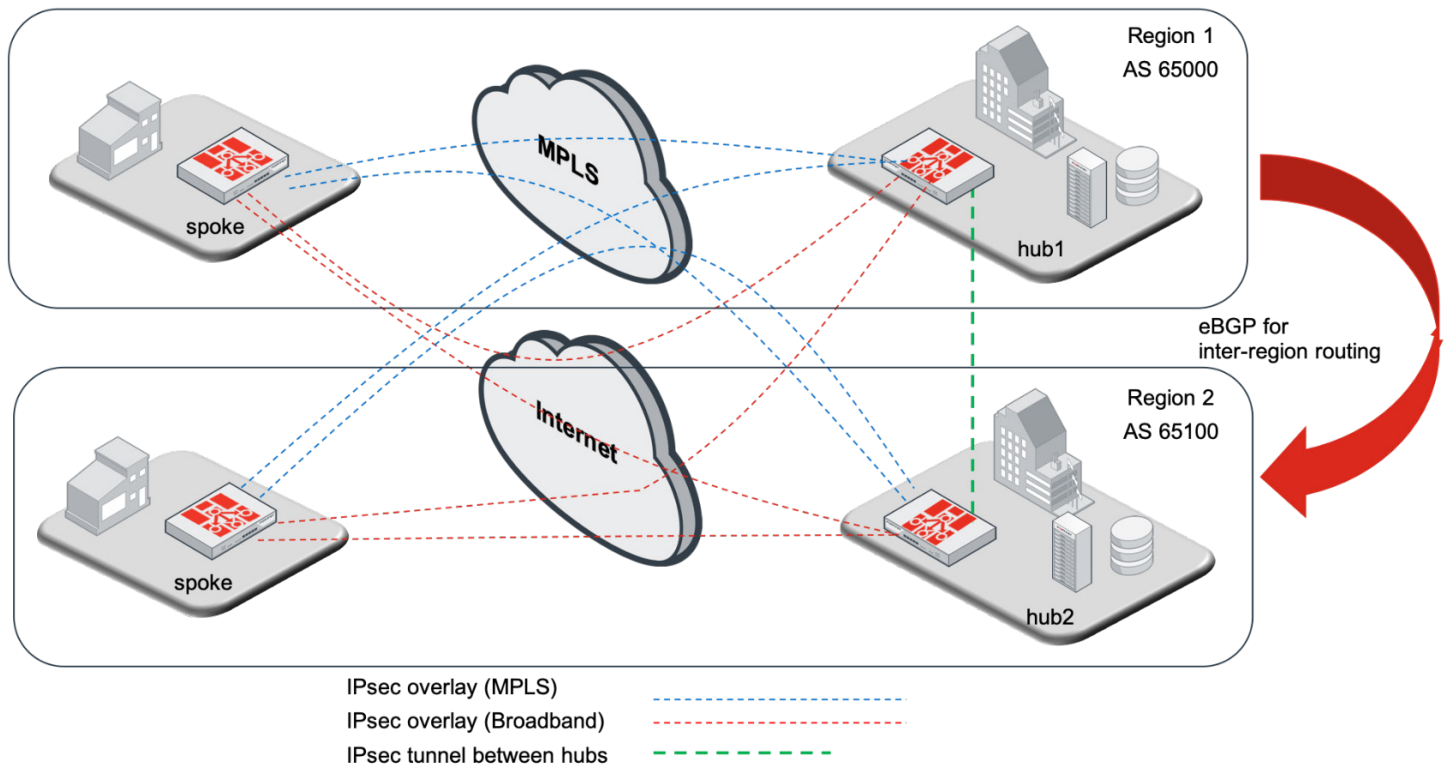 Region 1
AS 65000
MPLS
spoke
hub1
eBGP for
inter-region routing
Region 2
AS 65100
Internet
spoke
hub2
IPsec overlay (MPLS)
IPsec overlay (Broadband)
IPsec tunnel between hubs